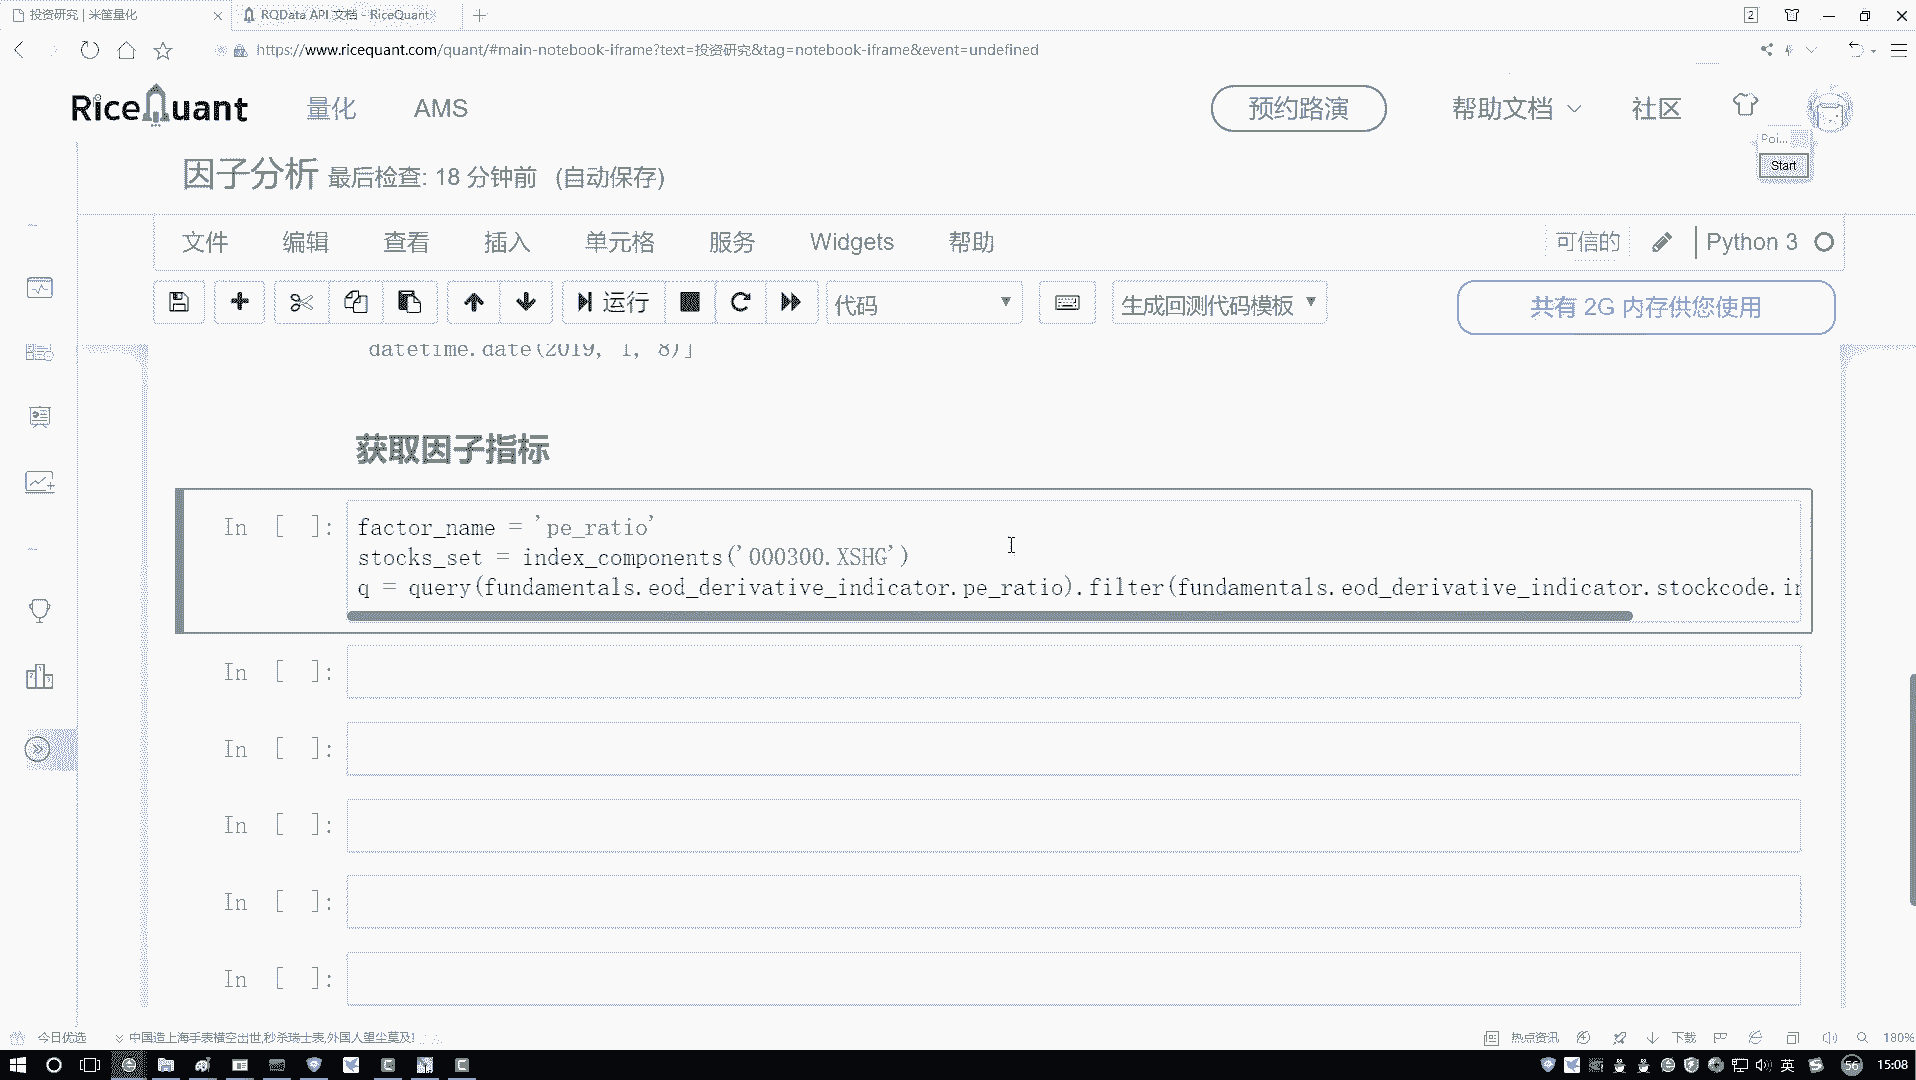 投资研究 | 米筐量化
RQData API 文档 - RiceQuant
2
https://www.ricequant.com/quant/#main-notebook-iframe?text=投资研究&tag=notebook-iframe&event=undefined
RiceQuant
量化
AMS
预约路演
帮助文档
社区
Poi...
Start
因子分析 最后检查: 18 分钟前 (自动保存)
文件 编辑 查看 插入 单元格 服务 Widgets 帮助
可信的
Python 3
运行
代码
生成回测代码模板
共有 2G 内存供您使用
datetime.date(2019, 1, 8)]
获取因子指标
In [ ]:
factor_name = 'pe_ratio'
stocks_set = index_components('000300.XSHG')
q = query(fundamentals.eod_derivative_indicator.pe_ratio).filter(fundamentals.eod_derivative_indicator.stockcode.in
In [ ]:
In [ ]:
In [ ]:
In [ ]:
In [ ]:
今日优选
中国造上海手表横空出世,秒杀瑞士表,外国人望尘莫及!
热点资讯
下载
180%
英
56
15:08